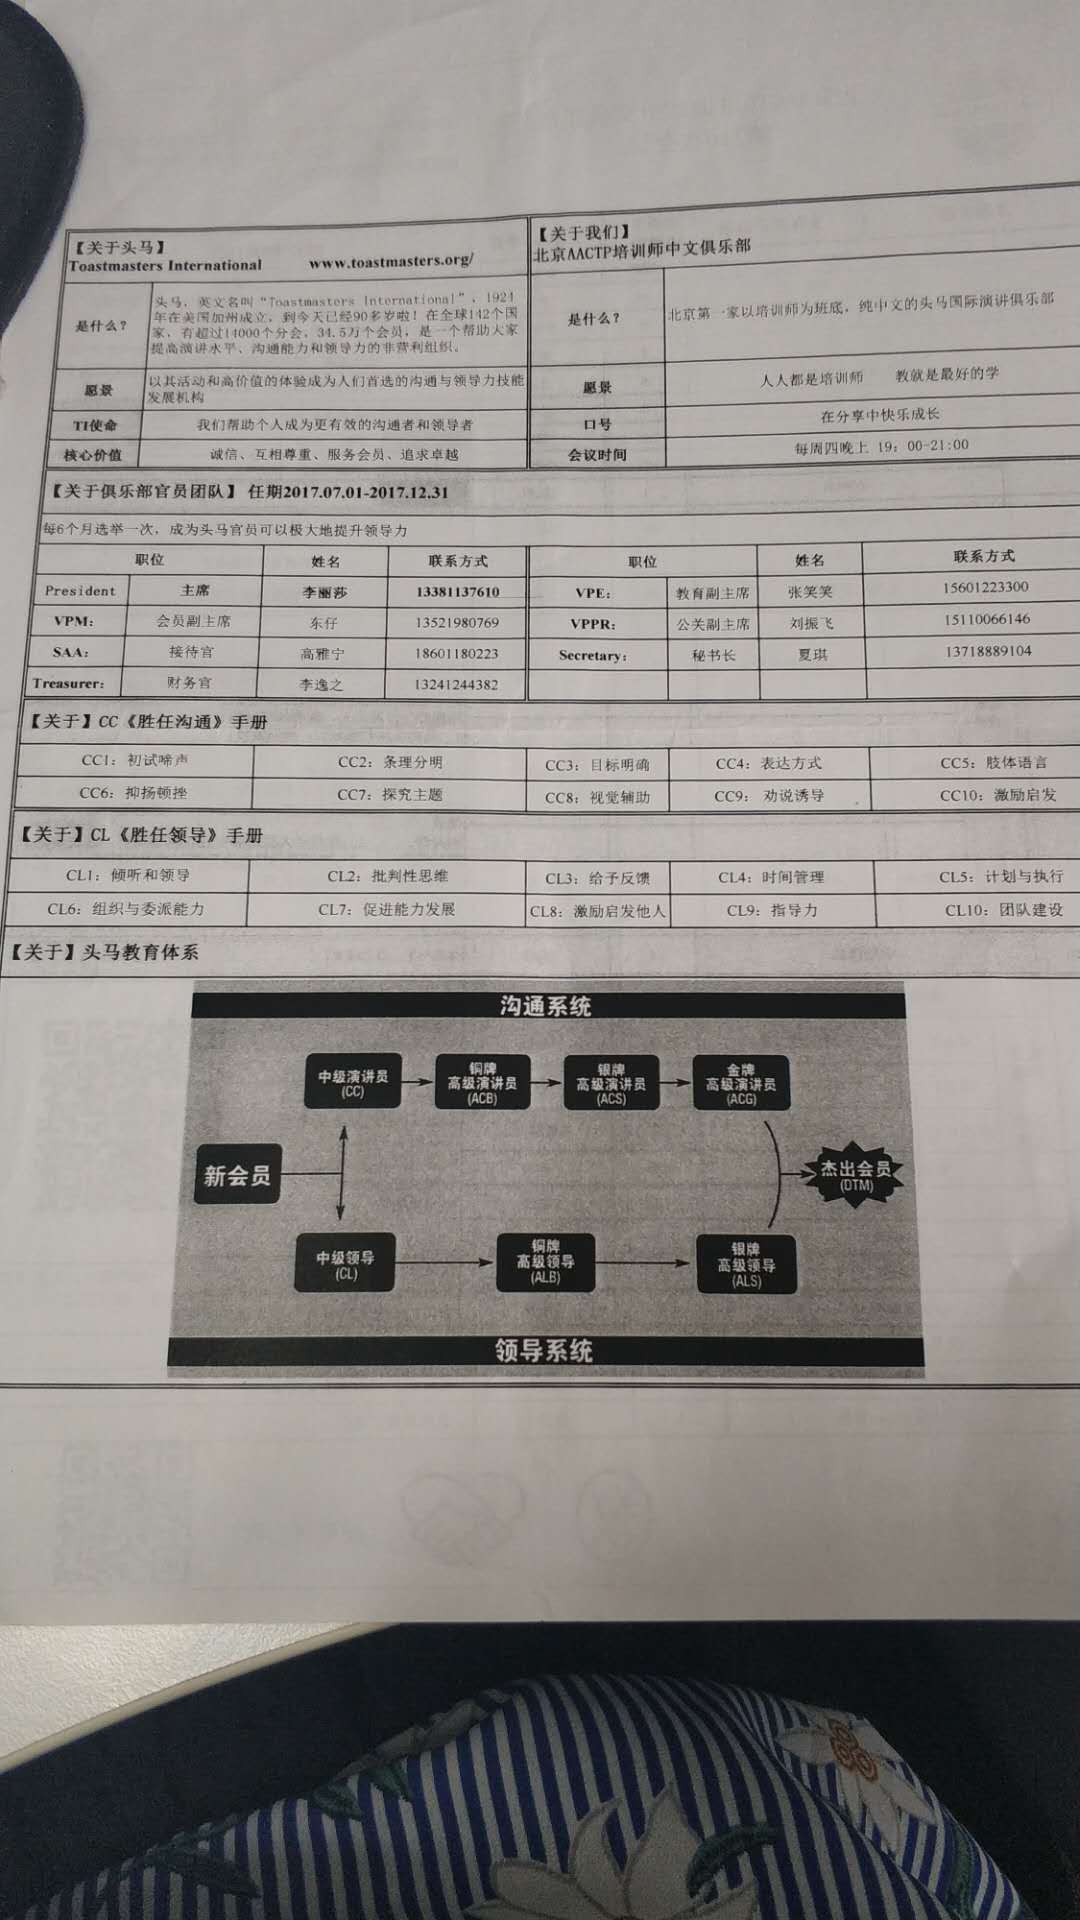 【关于头马】
Toastmasters International www.toastmasters.org/
是什么？
头马，英文名叫“Toastmasters International”，1924
年在美国加州成立，到今天已经90多岁啦！在全球142个国
家，有超过14000个分会，34.5万个会员，是一个帮助大家
提高演讲水平、沟通能力和领导力的非营利组织。
愿景
以其活动和高价值的体验成为人们首选的沟通与领导力技能
发展机构
TI使命 我们帮助个人成为更有效的沟通者和领导者
核心价值 诚信、互相尊重、服务会员、追求卓越
【关于我们】
北京AACTP培训师中文俱乐部
是什么？ 北京第一家以培训师为班底，纯中文的头马国际演讲俱乐部
愿景 人人都是培训师 教就是最好的学
口号 在分享中快乐成长
会议时间 每周四晚上 19：00-21:00
【关于俱乐部官员团队】 任期2017.07.01-2017.12.31
每6个月选举一次，成为头马官员可以极大地提升领导力
职位 姓名 联系方式 职位 姓名 联系方式
President 主席 李丽莎 13381137610 VPE： 教育副主席 张笑笑 15601223300
VPM： 会员副主席 东仔 13521980769 VPPR： 公关副主席 刘振飞 15110066146
SAA： 接待官 高雅宁 18601180223 Secretary： 秘书长 夏琪 13718889104
Treasurer： 财务官 李逸之 13241244382
【关于】CC《胜任沟通》手册
CC1：初试啼声 CC2：条理分明 CC3：目标明确 CC4：表达方式 CC5：肢体语言
CC6：抑扬顿挫 CC7：探究主题 CC8：视觉辅助 CC9：劝说诱导 CC10：激励启发
【关于】CL《胜任领导》手册
CL1：倾听和领导 CL2：批判性思维 CL3：给予反馈 CL4：时间管理 CL5：计划与执行
CL6：组织与委派能力 CL7：促进能力发展 CL8：激励启发他人 CL9：指导力 CL10：团队建设
【关于】头马教育体系
沟通系统
中级演讲员
(CC)
铜牌
高级演讲员
(ACB)
银牌
高级演讲员
(ACS)
金牌
高级演讲员
(ACG)
新会员
杰出会员
(DTM)
中级领导
(CL)
铜牌
高级领导
(ALB)
银牌
高级领导
(ALS)
领导系统